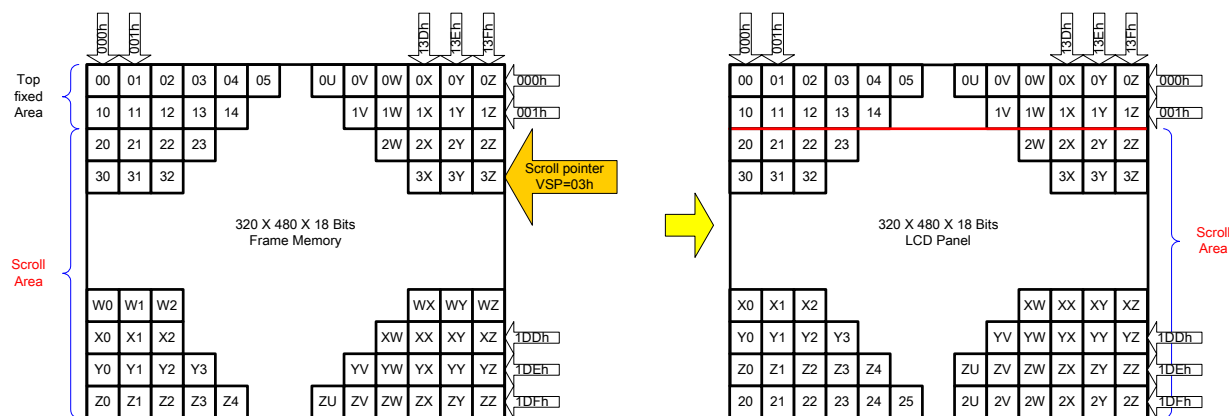 000h 001h 13Dh 13Eh 13Fh 000h 001h 13Dh 13Eh 13Fh
Top
fixed
Area
00 01 02 03 04 05 0U 0V 0W 0X 0Y 0Z 000h
10 11 12 13 14 1V 1W 1X 1Y 1Z 001h
20 21 22 23 2W 2X 2Y 2Z
30 31 32 3X 3Y 3Z
Scroll pointer
VSP=03h
320 X 480 X 18 Bits
Frame Memory
Scroll
Area
W0 W1 W2 WX WY WZ
X0 X1 X2 XW XX XY XZ 1DDh
Y0 Y1 Y2 Y3 YV YW YX YY YZ 1DEh
Z0 Z1 Z2 Z3 Z4 ZU ZV ZW ZX ZY ZZ 1DFh
00 01 02 03 04 05 0U 0V 0W 0X 0Y 0Z 000h
10 11 12 13 14 1V 1W 1X 1Y 1Z 001h
20 21 22 23 2W 2X 2Y 2Z
30 31 32 3X 3Y 3Z
320 X 480 X 18 Bits
LCD Panel
Scroll
Area
X0 X1 X2 XW XX XY XZ
Y0 Y1 Y2 Y3 YV YW YX YY YZ 1DDh
Z0 Z1 Z2 Z3 Z4 ZU ZV ZW ZX ZY ZZ 1DEh
20 21 22 23 24 25 2U 2V 2W 2X 2Y 2Z 1DFh